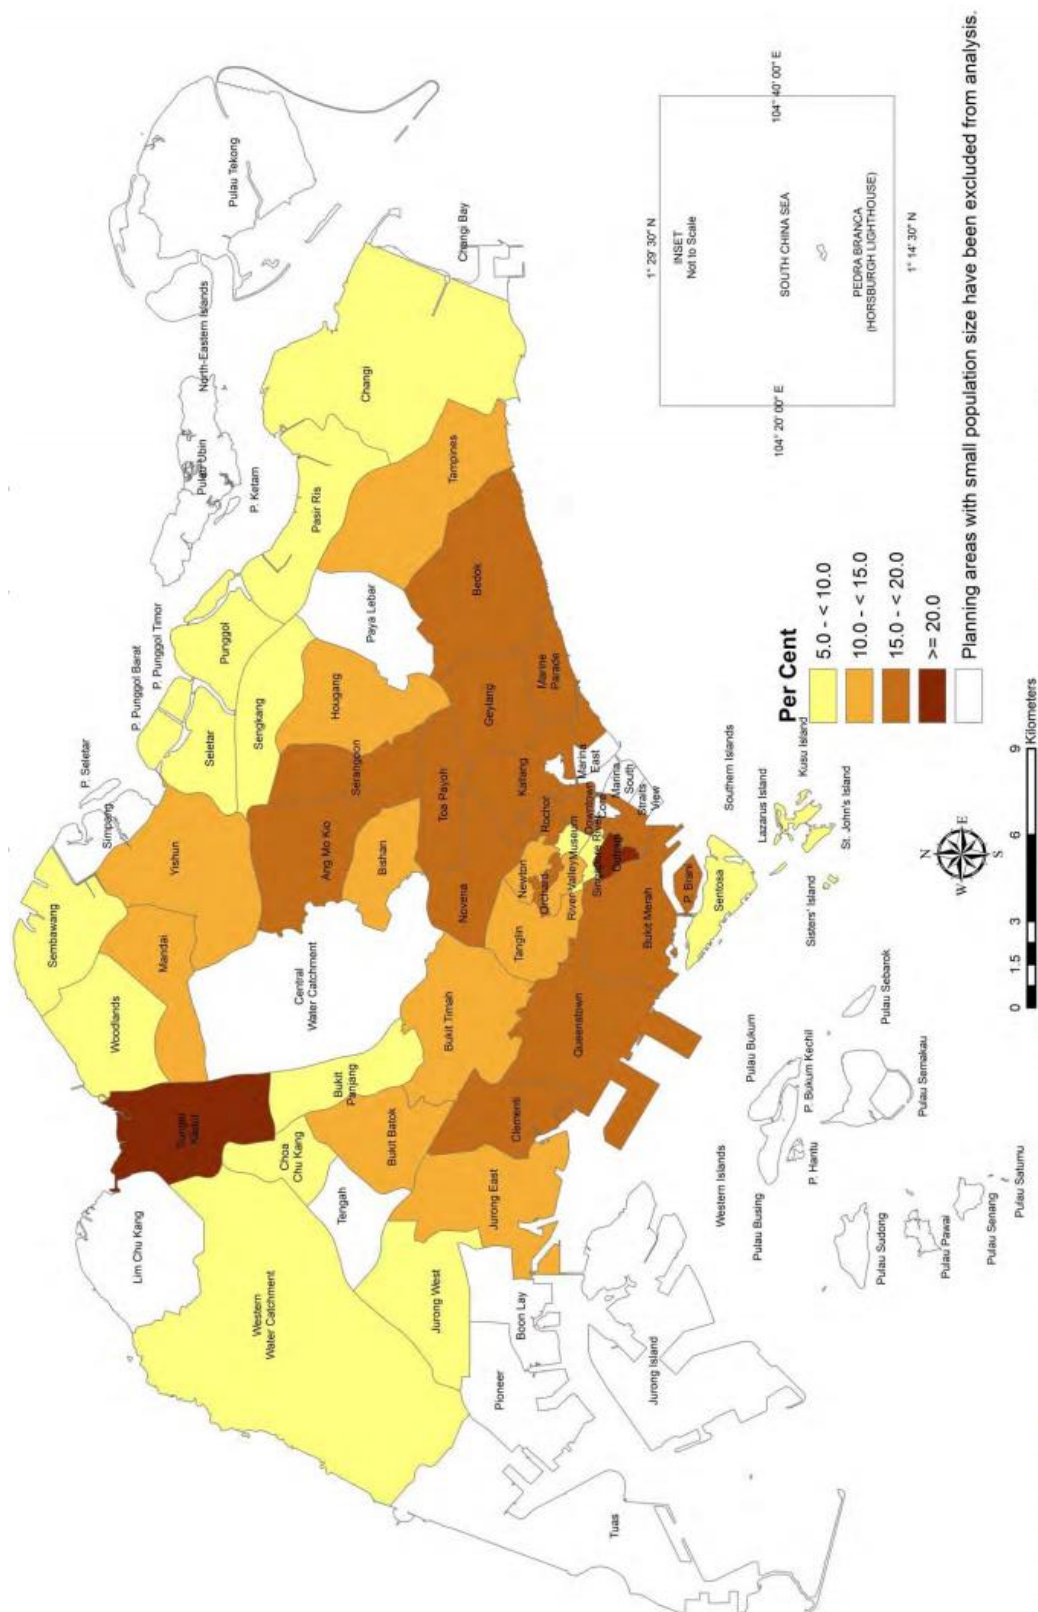 Pulau Tekong
North-Eastern Islands
Pulau Ubin
P. Ketam
Changi Bay
Changi
Pasir Ris
Tampines
P. Punggol Timor
P. Punggol Barat
Punggol
Seletar
Sengkang
Hougang
Paya Lebar
Bedok
P. Seletar
Simpang
Sembawang
Yishun
Mandai
Woodlands
Ang Mo Kio
Serangoon
Bishan
Toa Payoh
Geylang
Marine
Parade
Kallang
Novena
Rochor
Newton
Orchard
Tanglin
River Valley
Museum
Singapore River
Downtown
Core
Marina
East
Marina
South
Straits
View
Outram
Bukit Merah
Queenstown
P. Brani
Sentosa
Central
Water Catchment
Bukit Timah
Bukit
Panjang
Bukit Batok
Clementi
Sungei
Kadut
Choa
Chu Kang
Tengah
Jurong East
Lim Chu Kang
Western
Water Catchment
Jurong West
Boon Lay
Pioneer
Jurong Island
Tuas
Southern Islands
Lazarus Island
Kusu Island
St. John's Island
Sisters' Island
Pulau Sebarok
Pulau Bukum
P. Bukum Kechil
Pulau Semakau
P. Hantu
Western Islands
Pulau Busing
Pulau Sudong
Pulau Pawai
Pulau Senang
Pulau Satumu
104° 20' 00" E
104° 40' 00" E
1° 29' 30" N
INSET
Not to Scale
SOUTH CHINA SEA
PEDRA BRANCA
(HORSBURGH LIGHTHOUSE)
1° 14' 30" N
Per Cent
5.0 - < 10.0
10.0 - < 15.0
15.0 - < 20.0
>= 20.0
Planning areas with small population size have been excluded from analysis.
N
W E
S
0 1.5 3 6 9
Kilometers